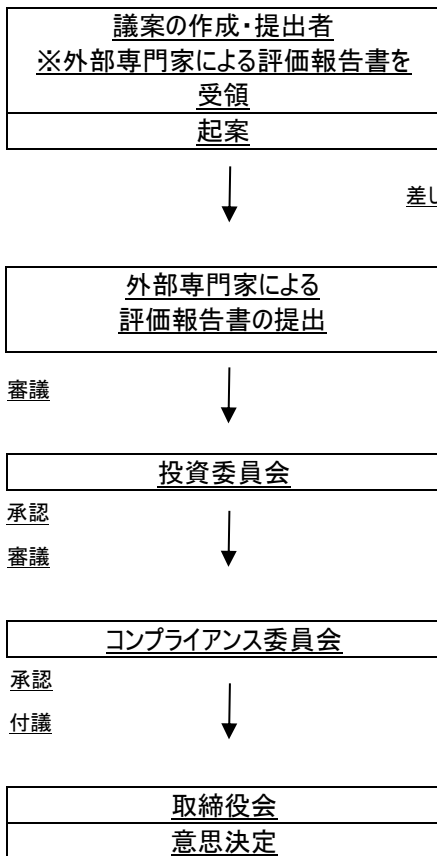 議案の作成・提出者
※外部専門家による評価報告書を
受領
起案
差し
外部専門家による
評価報告書の提出
審議
投資委員会
承認
審議
コンプライアンス委員会
承認
付議
取締役会
意思決定